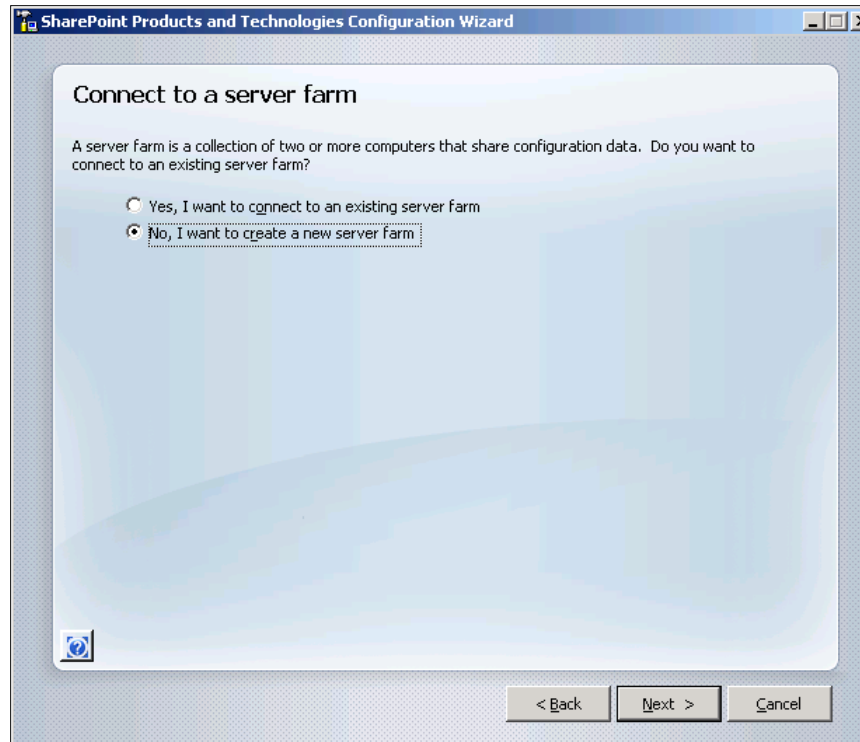 SharePoint Products and Technologies Configuration Wizard
Connect to a server farm
A server farm is a collection of two or more computers that share configuration data.  Do you want to
connect to an existing server farm?
Yes, I want to connect to an existing server farm
No, I want to create a new server farm
< Back
Next >
Cancel